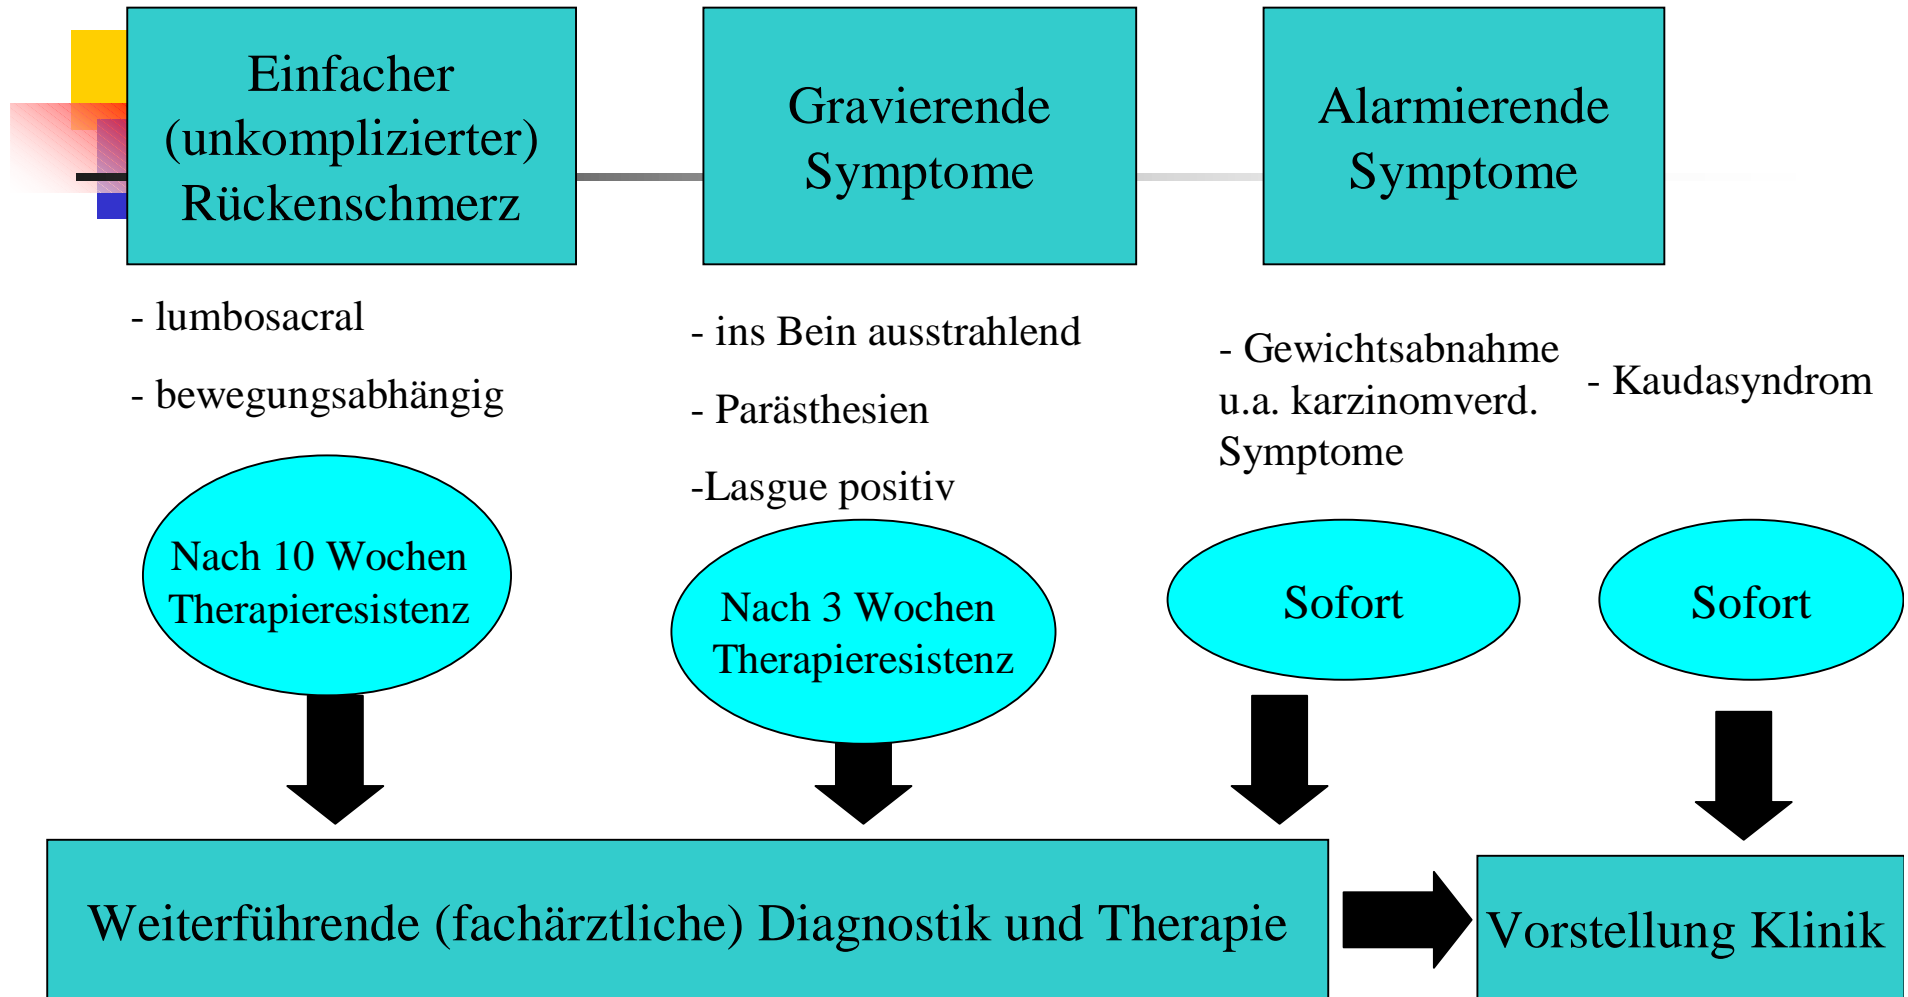 Einfacher
(unkomplizierter)
Rückenschmerz
Gravierende
Symptome
Alarmierende
Symptome
- lumbosacral
- bewegungsabhängig
- ins Bein ausstrahlend
- Parästhesien
-Lasgue positiv
- Gewichtsabnahme
u.a. karzinomverd.
Symptome
- Kaudasyndrom
Nach 10 Wochen
Therapieresistenz
Nach 3 Wochen
Therapieresistenz
Sofort
Sofort
Weiterführende (fachärztliche) Diagnostik und Therapie
Vorstellung Klinik